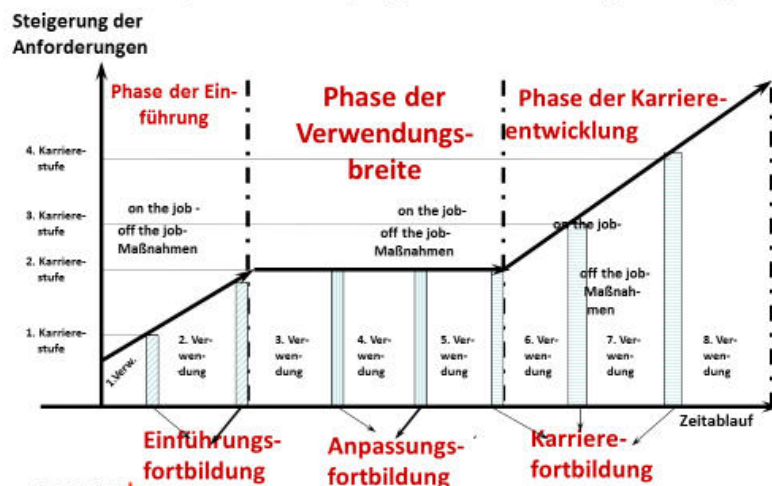 Steigerung der
Anforderungen
Phase der Ein-
führung
Phase der
Verwendungs-
breite
Phase der Karriere-
entwicklung
4. Karriere-
stufe
3. Karriere-
stufe
2. Karriere-
stufe
1. Karriere-
stufe
on the job -
off the job-
Maßnahmen
on the job-
off the job-
Maßnahmen
on the job-
off the job-
Maßnah-
men
1.Verw.
2. Ver-
wen-
dung
3. Ver-
wen-
dung
4. Ver-
wen-
dung
5. Ver-
wen-
dung
6. Ver-
wen-
dung
7. Ver-
wen-
dung
8. Ver-
wen-
dung
Zeitablauf
Einführungs-
fortbildung
Anpassungs-
fortbildung
Karriere-
fortbildung